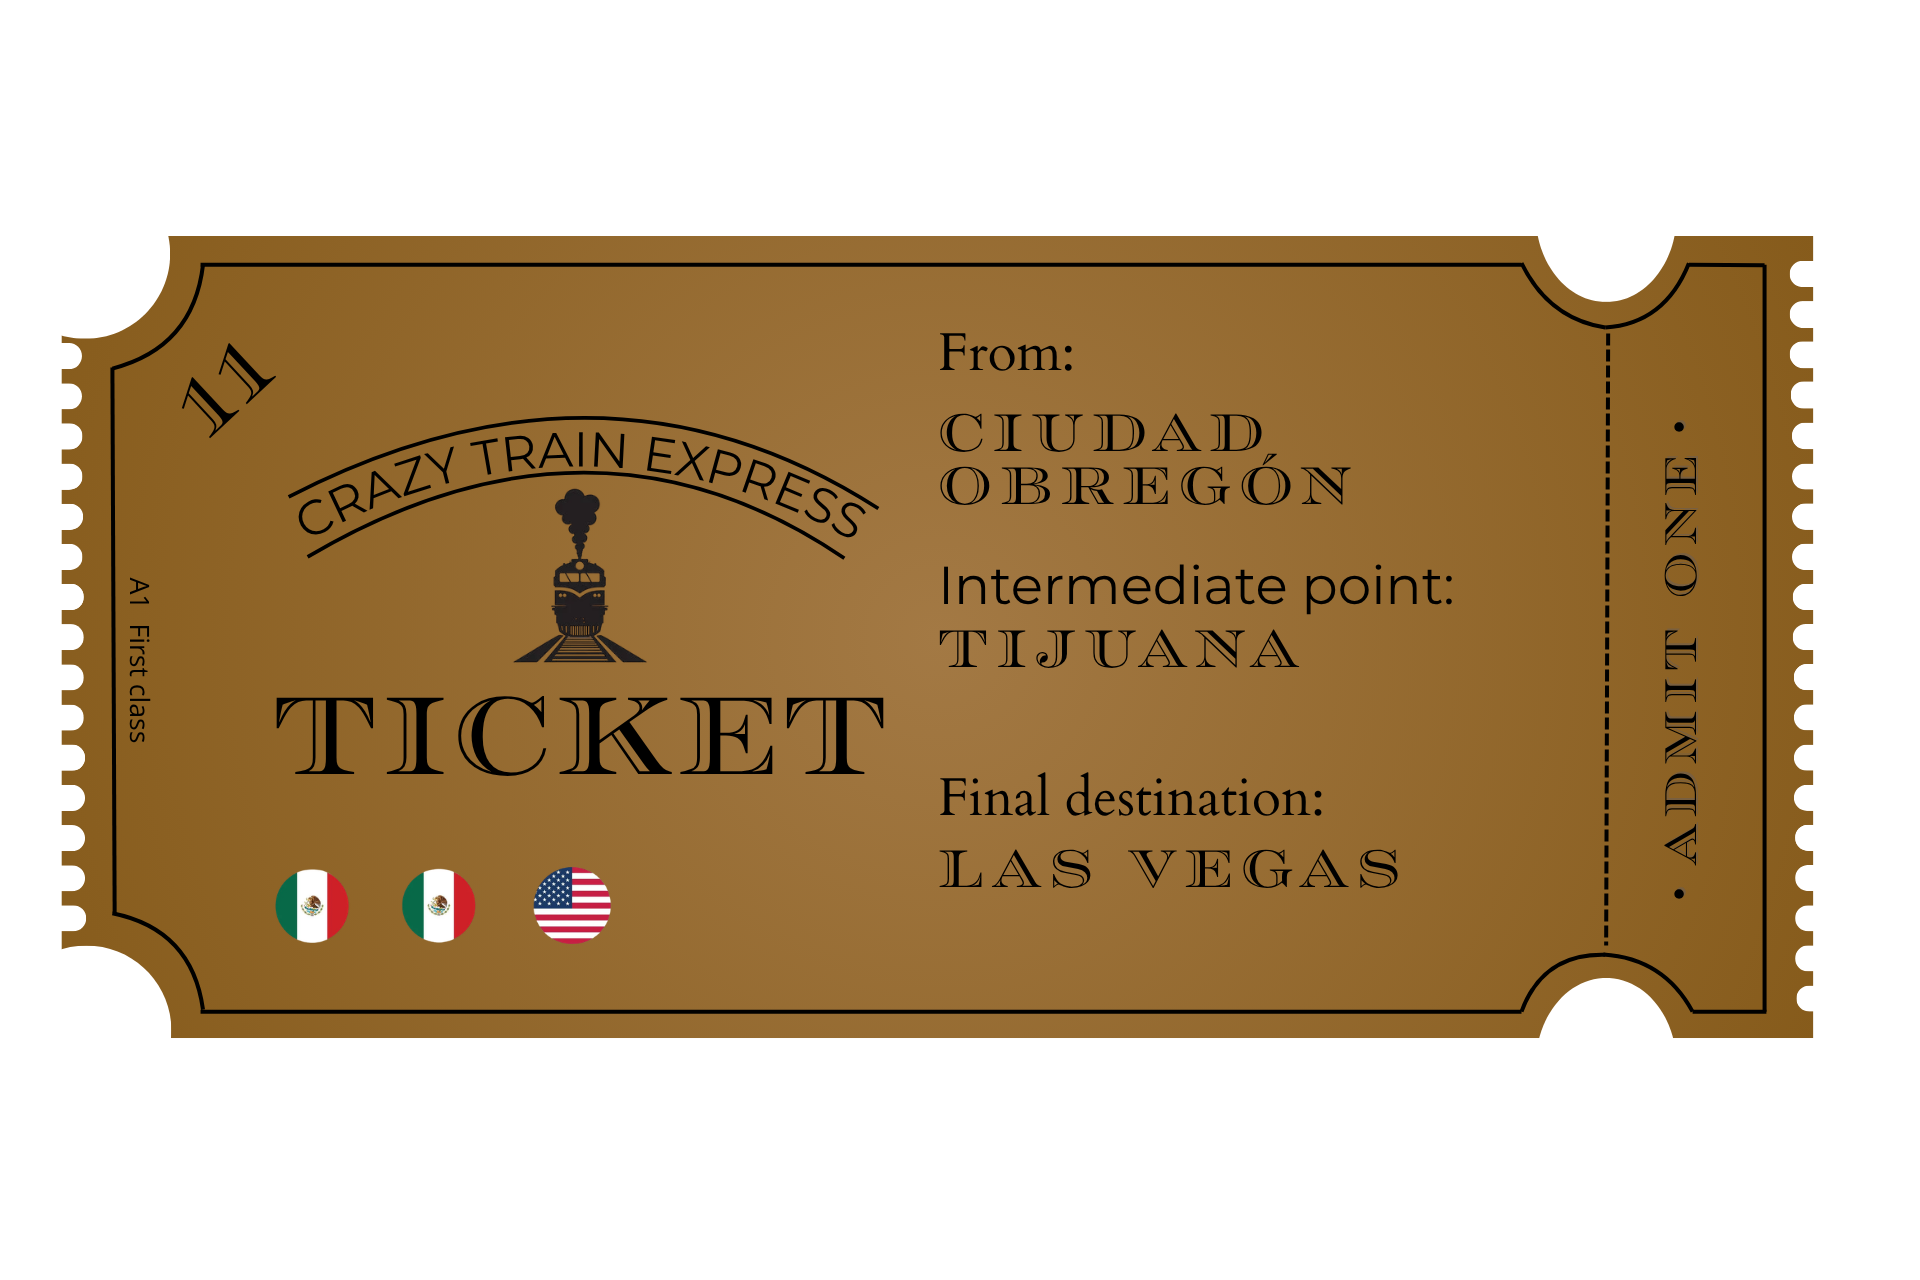 11
CRAZY TRAIN EXPRESS
A1 First class
TICKET
From:
CIUDAD
OBREGÓN
Intermediate point:
TIJUANA
Final destination:
LAS VEGAS
• ADMIT ONE •